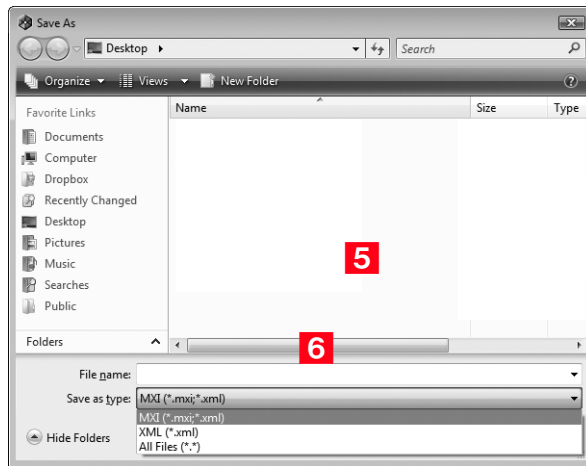 Save As
Desktop
Search
Organize Views New Folder
Favorite Links
Name Size Type
Documents
Computer
Dropbox
Recently Changed
Desktop
Pictures
Music
Searches
Public
5
Folders
6
File name:
Save as type: MXI (*.mxi;*.xml)
MXI (*.mxi;*.xml)
XML (*.xml)
All Files (*.*)
Hide Folders